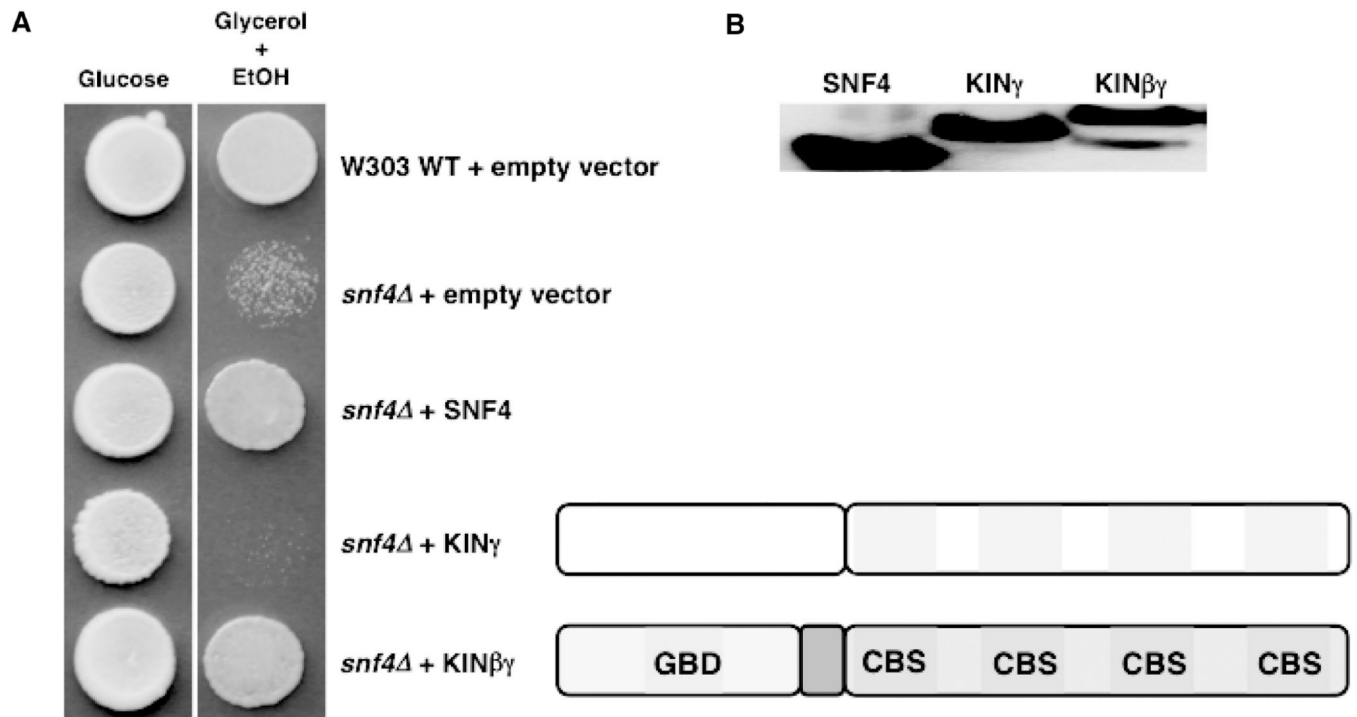 A
Glucose
Glycerol
+
EtOH
W303 WT + empty vector
snf4Δ + empty vector
snf4Δ + SNF4
snf4Δ + KINγ
snf4Δ + KINβγ
B
SNF4 KINγ KINβγ
GBD CBS CBS CBS CBS